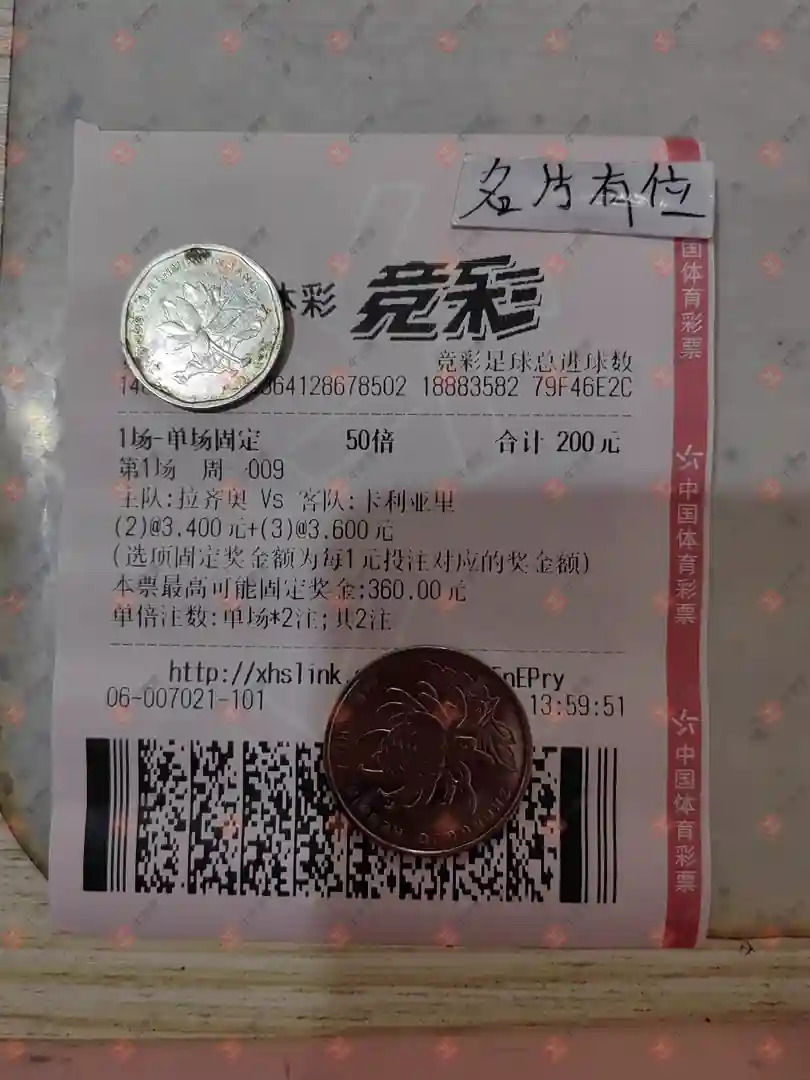 名片有位
体彩 竞彩
竞彩足球总进球数
864128678502 18883582 79F46E2C
1场-单场固定 50倍 合计 200元
第1场 周 009
主队:拉齐奥 Vs 客队:卡利亚里
(2)@3.400元+(3)@3.600元
(选项固定奖金额为每1元投注对应的奖金额)
本票最高可能固定奖金:360.00元
单倍注数:单场*2注;共2注
http://xhslink. EnEPry
06-007021-101 13:59:51
国体育彩票
中国体育彩票
中国体育彩票